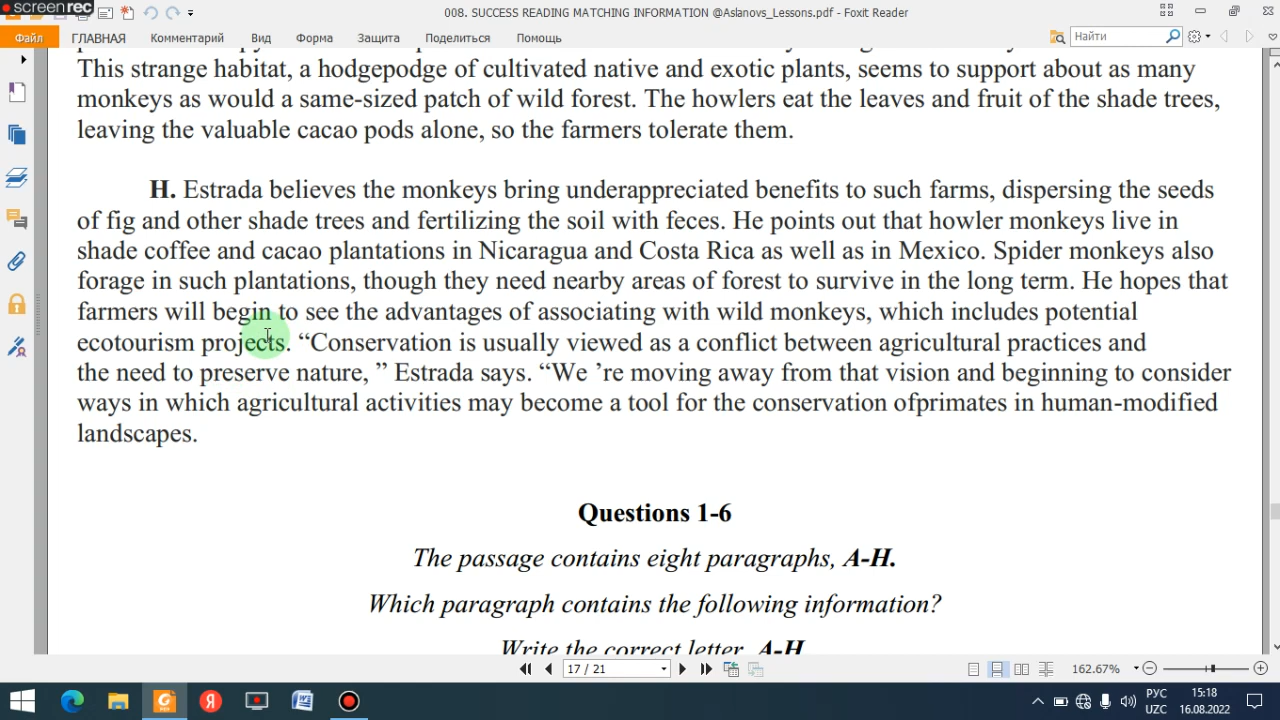 screenrec
008. SUCCESS READING MATCHING INFORMATION @Aslanovs_Lessons.pdf - Foxit Reader
Файл ГЛАВНАЯ Комментарий Вид Форма Защита Поделиться Помощь Найти
This strange habitat, a hodgepodge of cultivated native and exotic plants, seems to support about as many
monkeys as would a same-sized patch of wild forest. The howlers eat the leaves and fruit of the shade trees,
leaving the valuable cacao pods alone, so the farmers tolerate them.
H. Estrada believes the monkeys bring underappreciated benefits to such farms, dispersing the seeds
of fig and other shade trees and fertilizing the soil with feces. He points out that howler monkeys live in
shade coffee and cacao plantations in Nicaragua and Costa Rica as well as in Mexico. Spider monkeys also
forage in such plantations, though they need nearby areas of forest to survive in the long term. He hopes that
farmers will begin to see the advantages of associating with wild monkeys, which includes potential
ecotourism projects. “Conservation is usually viewed as a conflict between agricultural practices and
the need to preserve nature, ” Estrada says. “We ’re moving away from that vision and beginning to consider
ways in which agricultural activities may become a tool for the conservation ofprimates in human-modified
landscapes.
Questions 1-6
The passage contains eight paragraphs, A-H.
Which paragraph contains the following information?
Write the correct letter, A-H
17 / 21 162.67%
РУС 15:18
UZC 16.08.2022